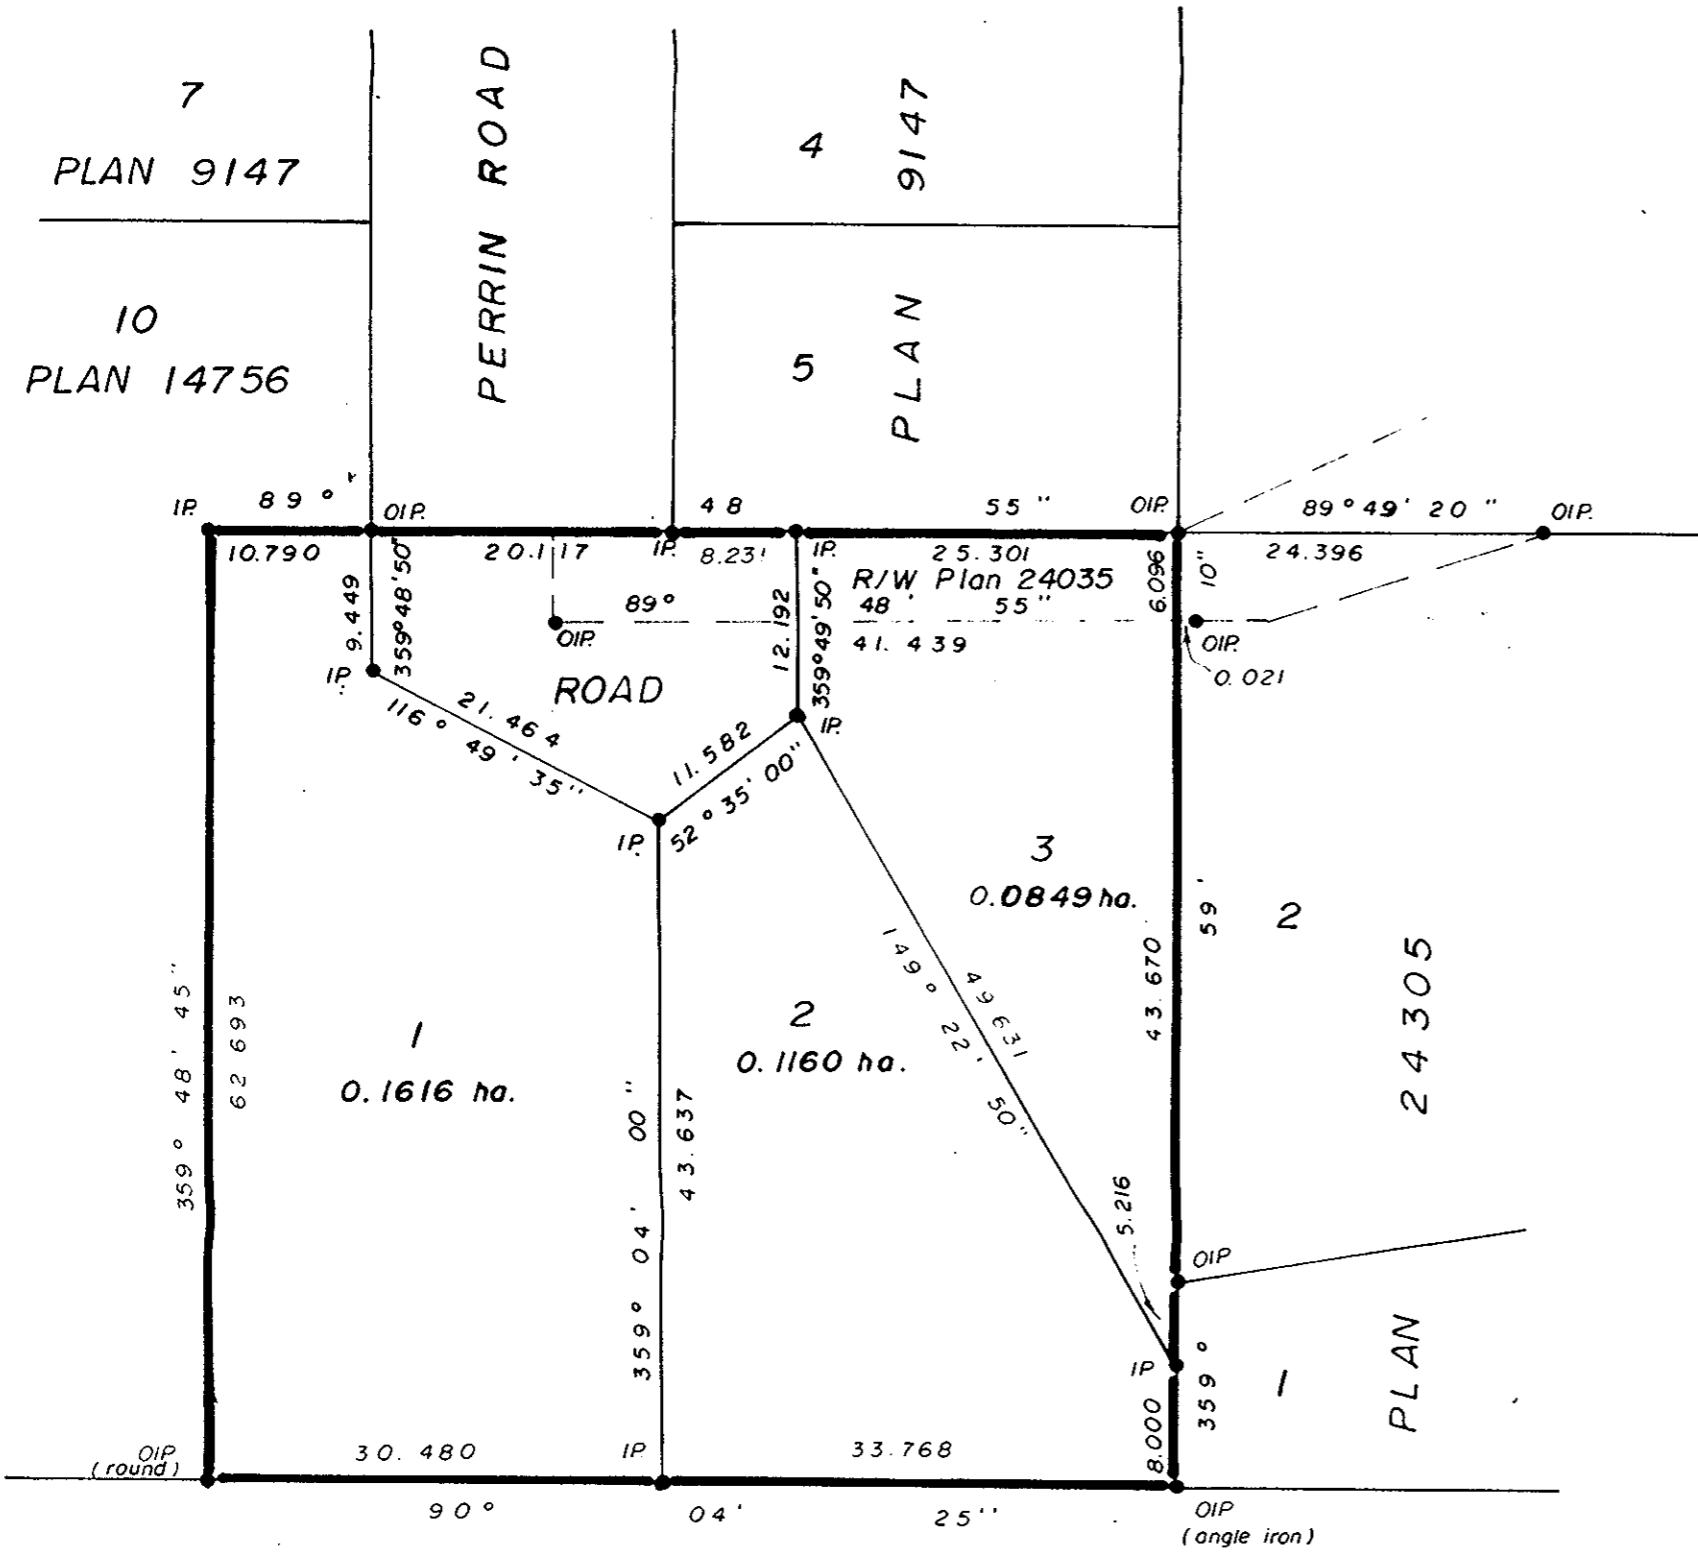 7
PLAN 9147
10
PLAN 14756
PERRIN ROAD
4
5
PLAN 9147
IP.
89°
OIP.
48
55"
OIP.
89° 49' 20"
OIP.
10.790
20.117
IP.
8.231
IP.
25.301
24.396
R/W Plan 24035
89° 48' 55"
41.439
OIP.
9.449
359° 48' 50"
12.192
359° 49' 50"
6.096
10"
OIP.
0.021
IP.
ROAD
21.464
116° 49' 35"
11.582
52° 35' 00"
IP.
IP.
3
0.0849 ha.
43.670
59'
2
24305
149° 22' 50"
49.631
359° 48' 45"
62 693
1
0.1616 ha.
2
0.1160 ha.
359° 04' 00"
43.637
5.216
OIP
IP
8.000
359°
1
PLAN
OIP
(round)
30.480
IP
33.768
90° 04' 25"
OIP
(angle iron)